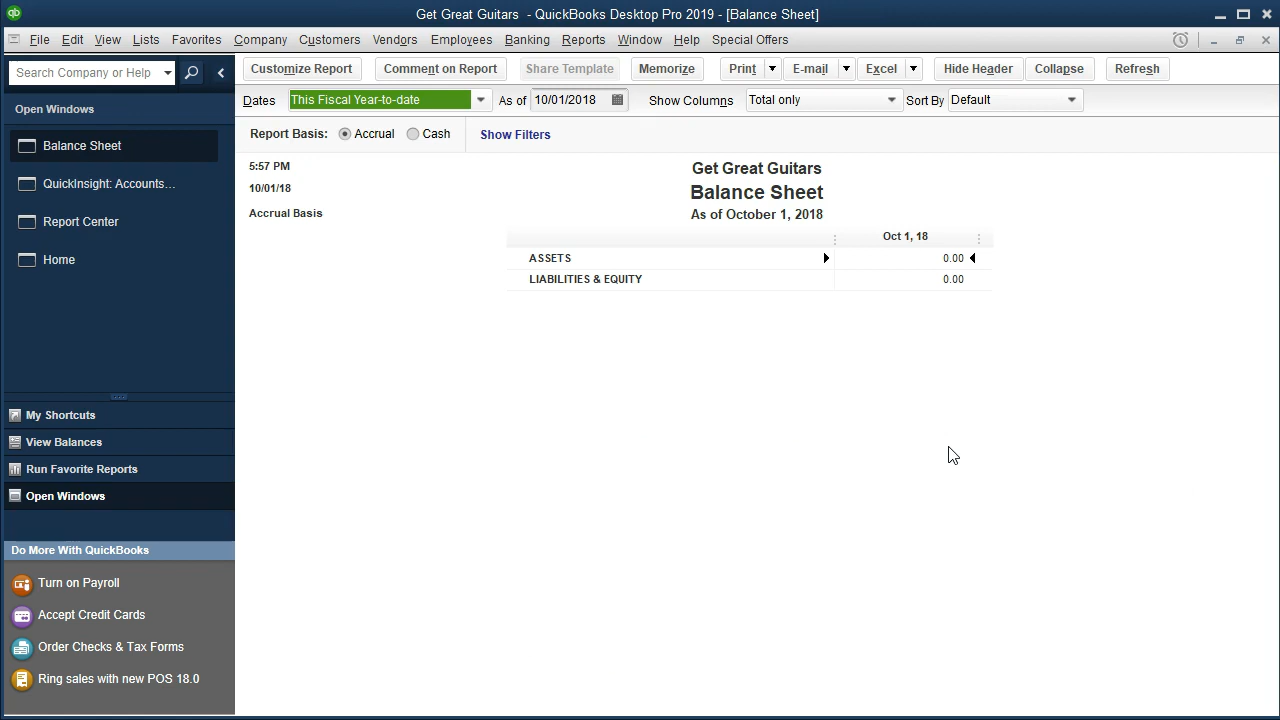 Get Great Guitars - QuickBooks Desktop Pro 2019 - [Balance Sheet]
File Edit View Lists Favorites Company Customers Vendors Employees Banking Reports Window Help Special Offers
Search Company or Help
Customize Report Comment on Report Share Template Memorize Print E-mail Excel Hide Header Collapse Refresh
Dates This Fiscal Year-to-date As of 10/01/2018 Show Columns Total only Sort By Default
Open Windows
Report Basis: Accrual Cash Show Filters
Balance Sheet
QuickInsight: Accounts...
Report Center
Home
5:57 PM
10/01/18
Accrual Basis
Get Great Guitars
Balance Sheet
As of October 1, 2018
Oct 1, 18
ASSETS 0.00
LIABILITIES & EQUITY 0.00
My Shortcuts
View Balances
Run Favorite Reports
Open Windows
Do More With QuickBooks
Turn on Payroll
Accept Credit Cards
Order Checks & Tax Forms
Ring sales with new POS 18.0